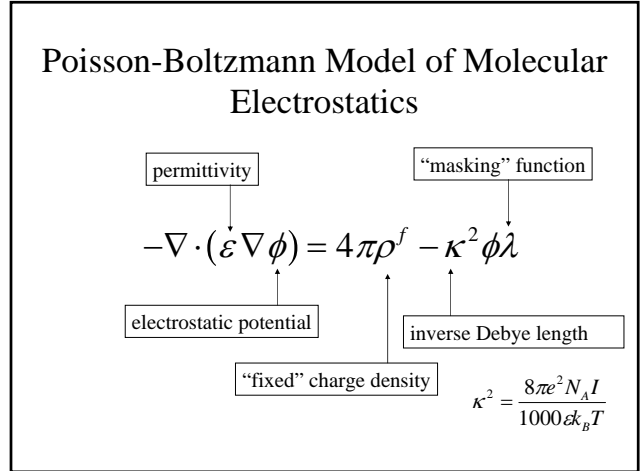 Poisson-Boltzmann Model of Molecular
Electrostatics
permittivity
“masking” function
−∇·(ε∇ϕ) = 4πρ^f − κ²ϕλ
electrostatic potential
inverse Debye length
“fixed” charge density
κ² = 8πe²N_A I / 1000εk_B T